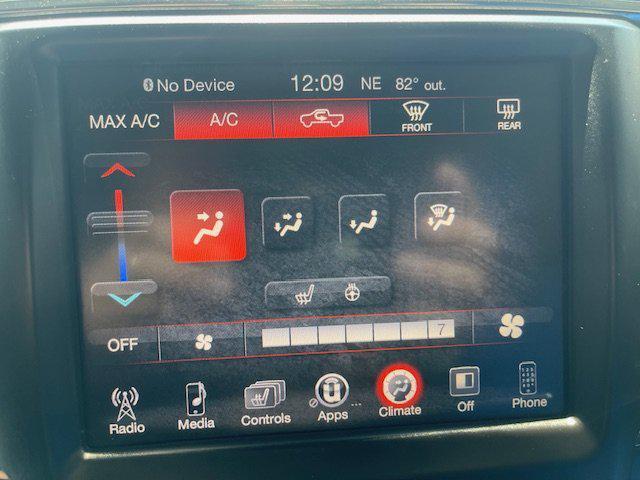 No Device 12:09 NE 82° out.
MAX A/C A/C FRONT REAR
OFF 7
Radio Media Controls Apps ... Climate Off Phone